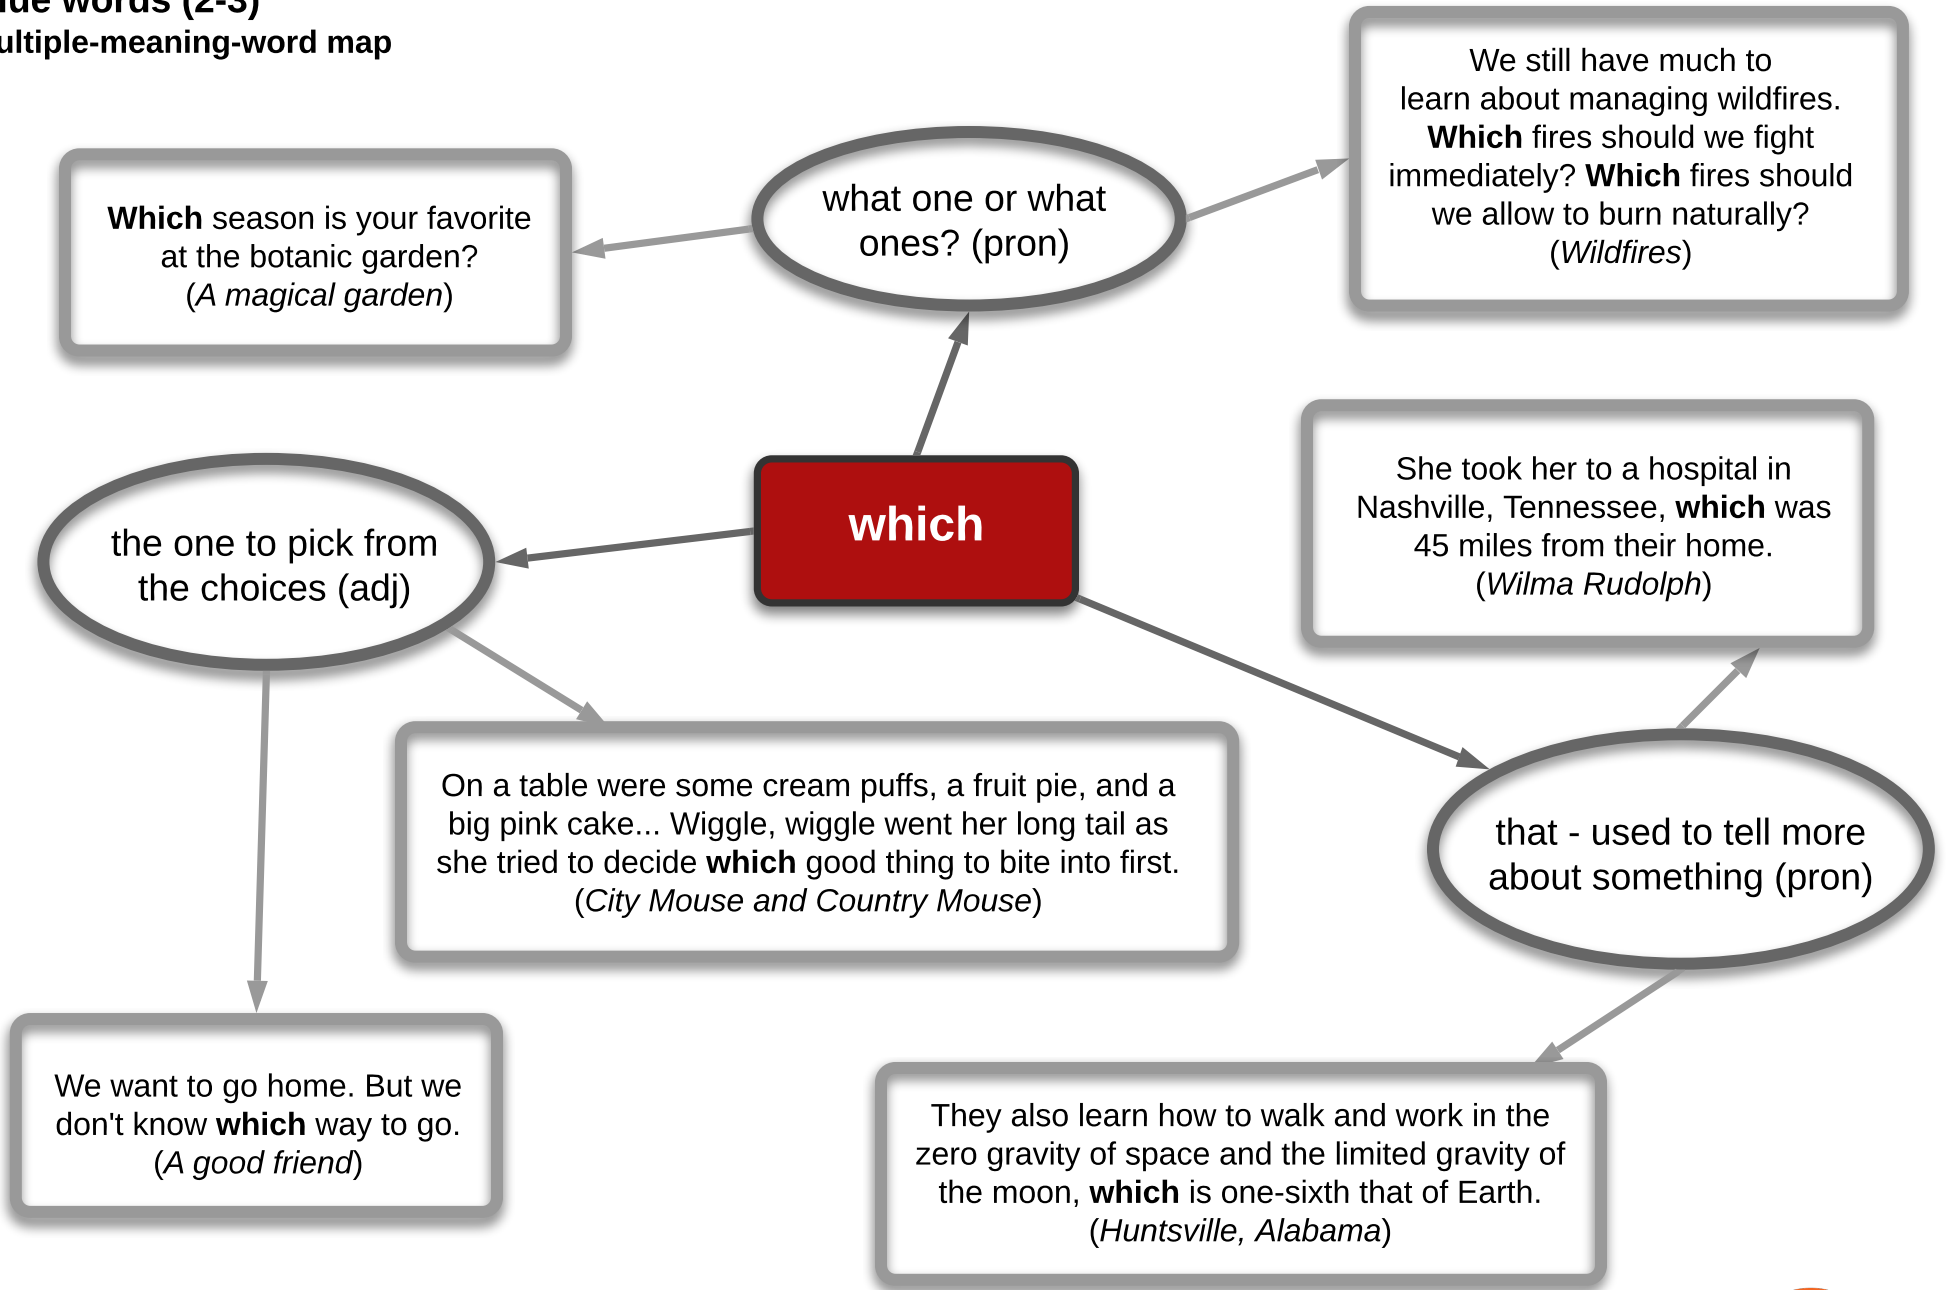 words (2-3)
multiple-meaning-word map
We still have much to
learn about managing wildfires.
Which fires should we fight
immediately? Which fires should
we allow to burn naturally?
(Wildfires)
what one or what
ones? (pron)
Which season is your favorite
at the botanic garden?
(A magical garden)
which
She took her to a hospital in
Nashville, Tennessee, which was
45 miles from their home.
(Wilma Rudolph)
the one to pick from
the choices (adj)
On a table were some cream puffs, a fruit pie, and a
big pink cake... Wiggle, wiggle went her long tail as
she tried to decide which good thing to bite into first.
(City Mouse and Country Mouse)
that - used to tell more
about something (pron)
We want to go home. But we
don't know which way to go.
(A good friend)
They also learn how to walk and work in the
zero gravity of space and the limited gravity of
the moon, which is one-sixth that of Earth.
(Huntsville, Alabama)